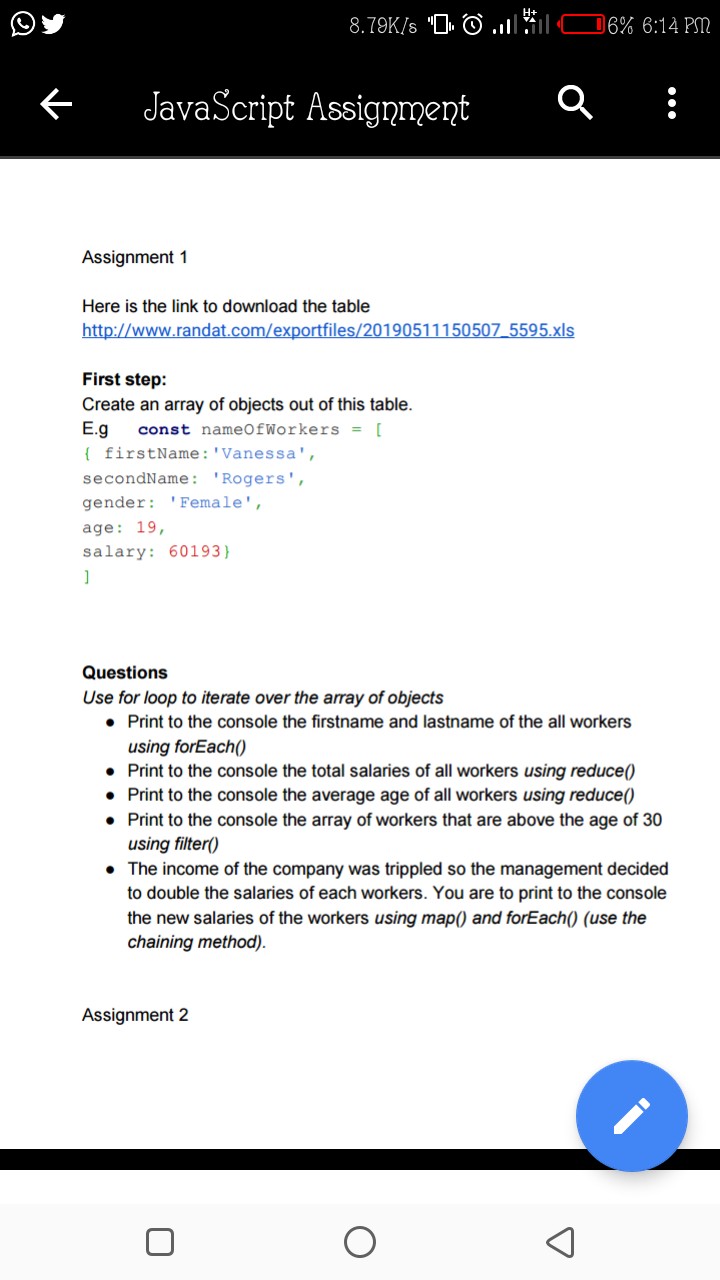 8.79K/s H+ 6% 6:14 PM
JavaScript Assignment
Assignment 1
Here is the link to download the table
http://www.randat.com/exportfiles/20190511150507_5595.xls
First step:
Create an array of objects out of this table.
E.g const nameOfWorkers = [
{ firstName:'Vanessa',
secondName: 'Rogers',
gender: 'Female',
age: 19,
salary: 60193}
]
Questions
Use for loop to iterate over the array of objects
● Print to the console the firstname and lastname of the all workers
using forEach()
● Print to the console the total salaries of all workers using reduce()
● Print to the console the average age of all workers using reduce()
● Print to the console the array of workers that are above the age of 30
using filter()
● The income of the company was trippled so the management decided
to double the salaries of each workers. You are to print to the console
the new salaries of the workers using map() and forEach() (use the
chaining method).
Assignment 2